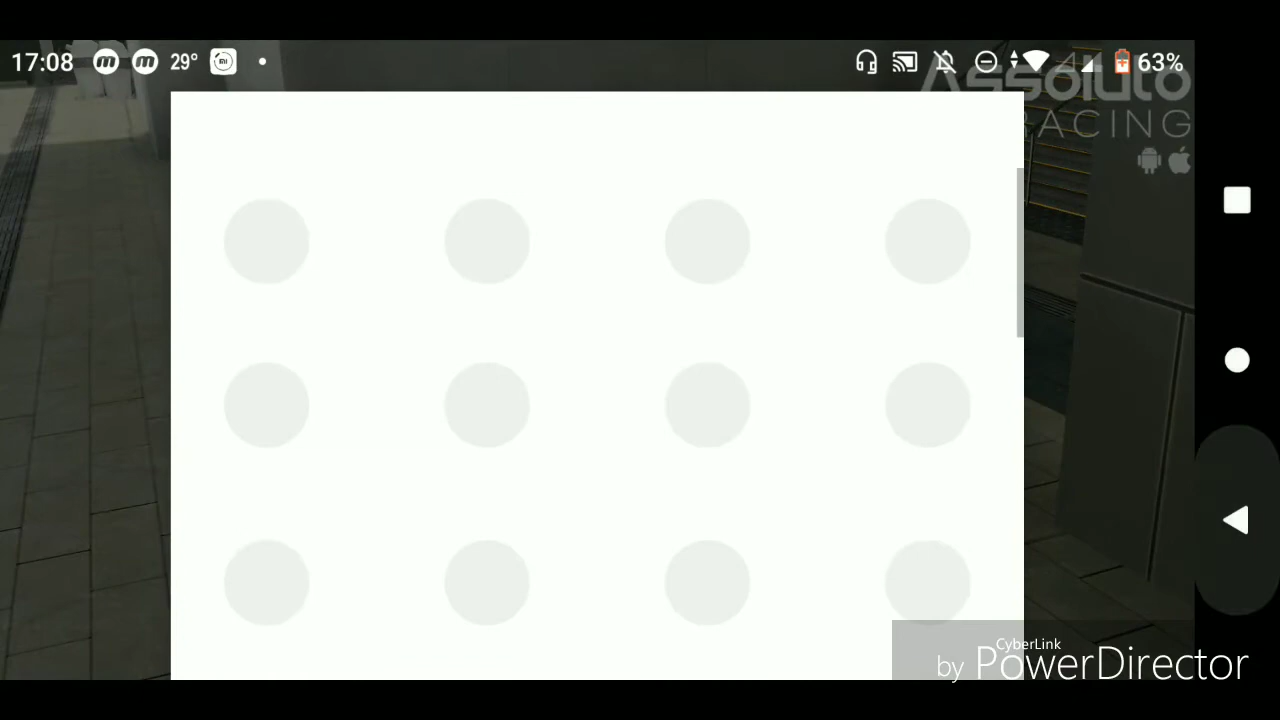 17:08 29° 63%
Assoluto
RACING
CyberLink
by PowerDirector